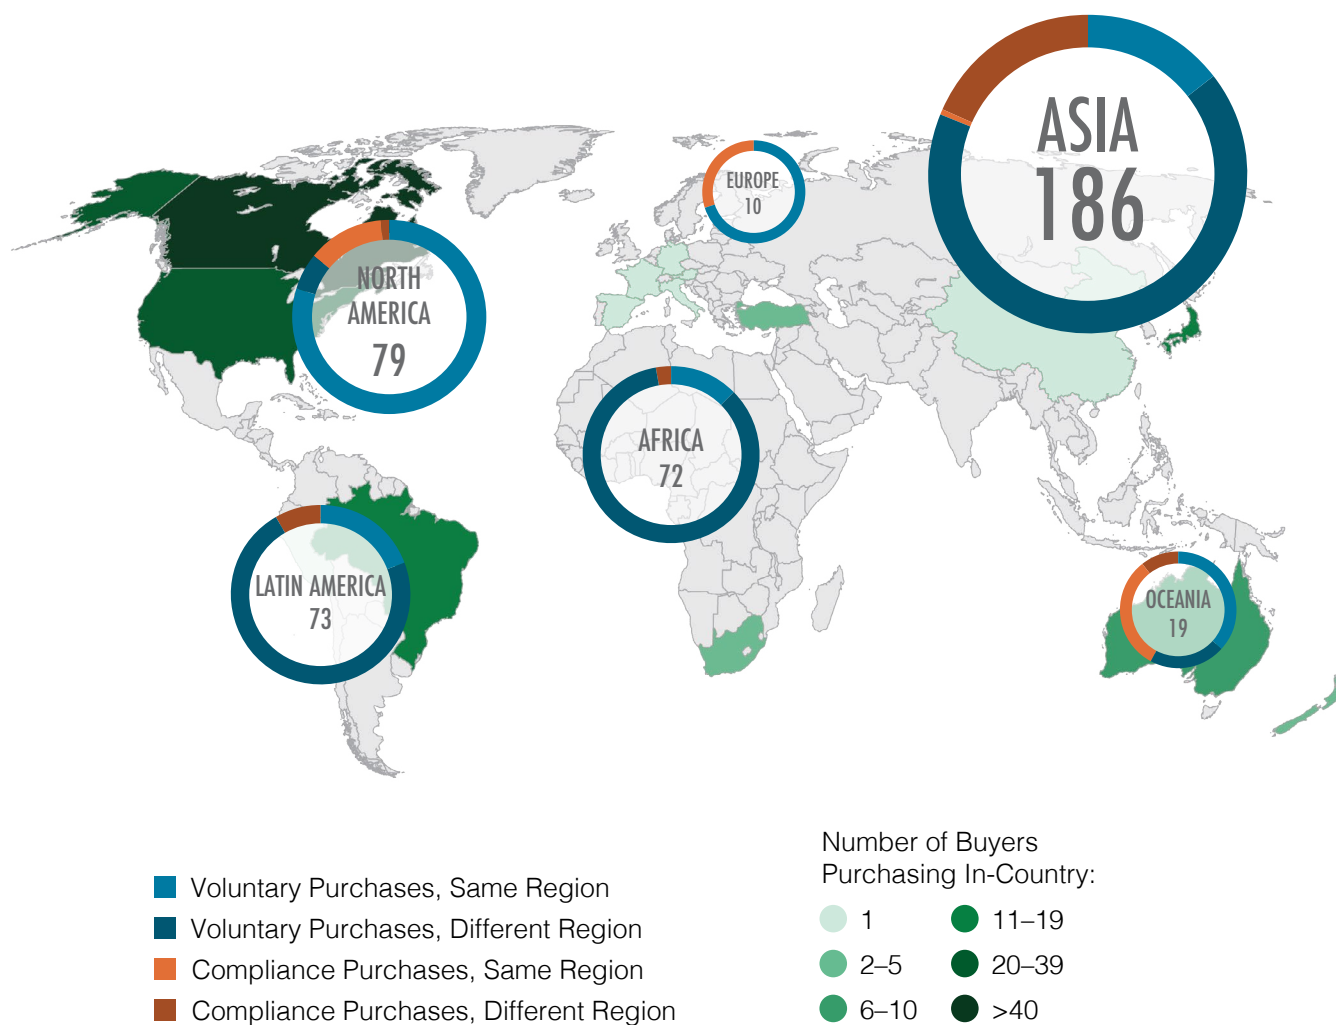 ASIA
186
EUROPE
10
NORTH
AMERICA
79
AFRICA
72
LATIN AMERICA
73
OCEANIA
19
Voluntary Purchases, Same Region
Voluntary Purchases, Different Region
Compliance Purchases, Same Region
Compliance Purchases, Different Region
Number of Buyers
Purchasing In-Country:
1
11–19
2–5
20–39
6–10
>40